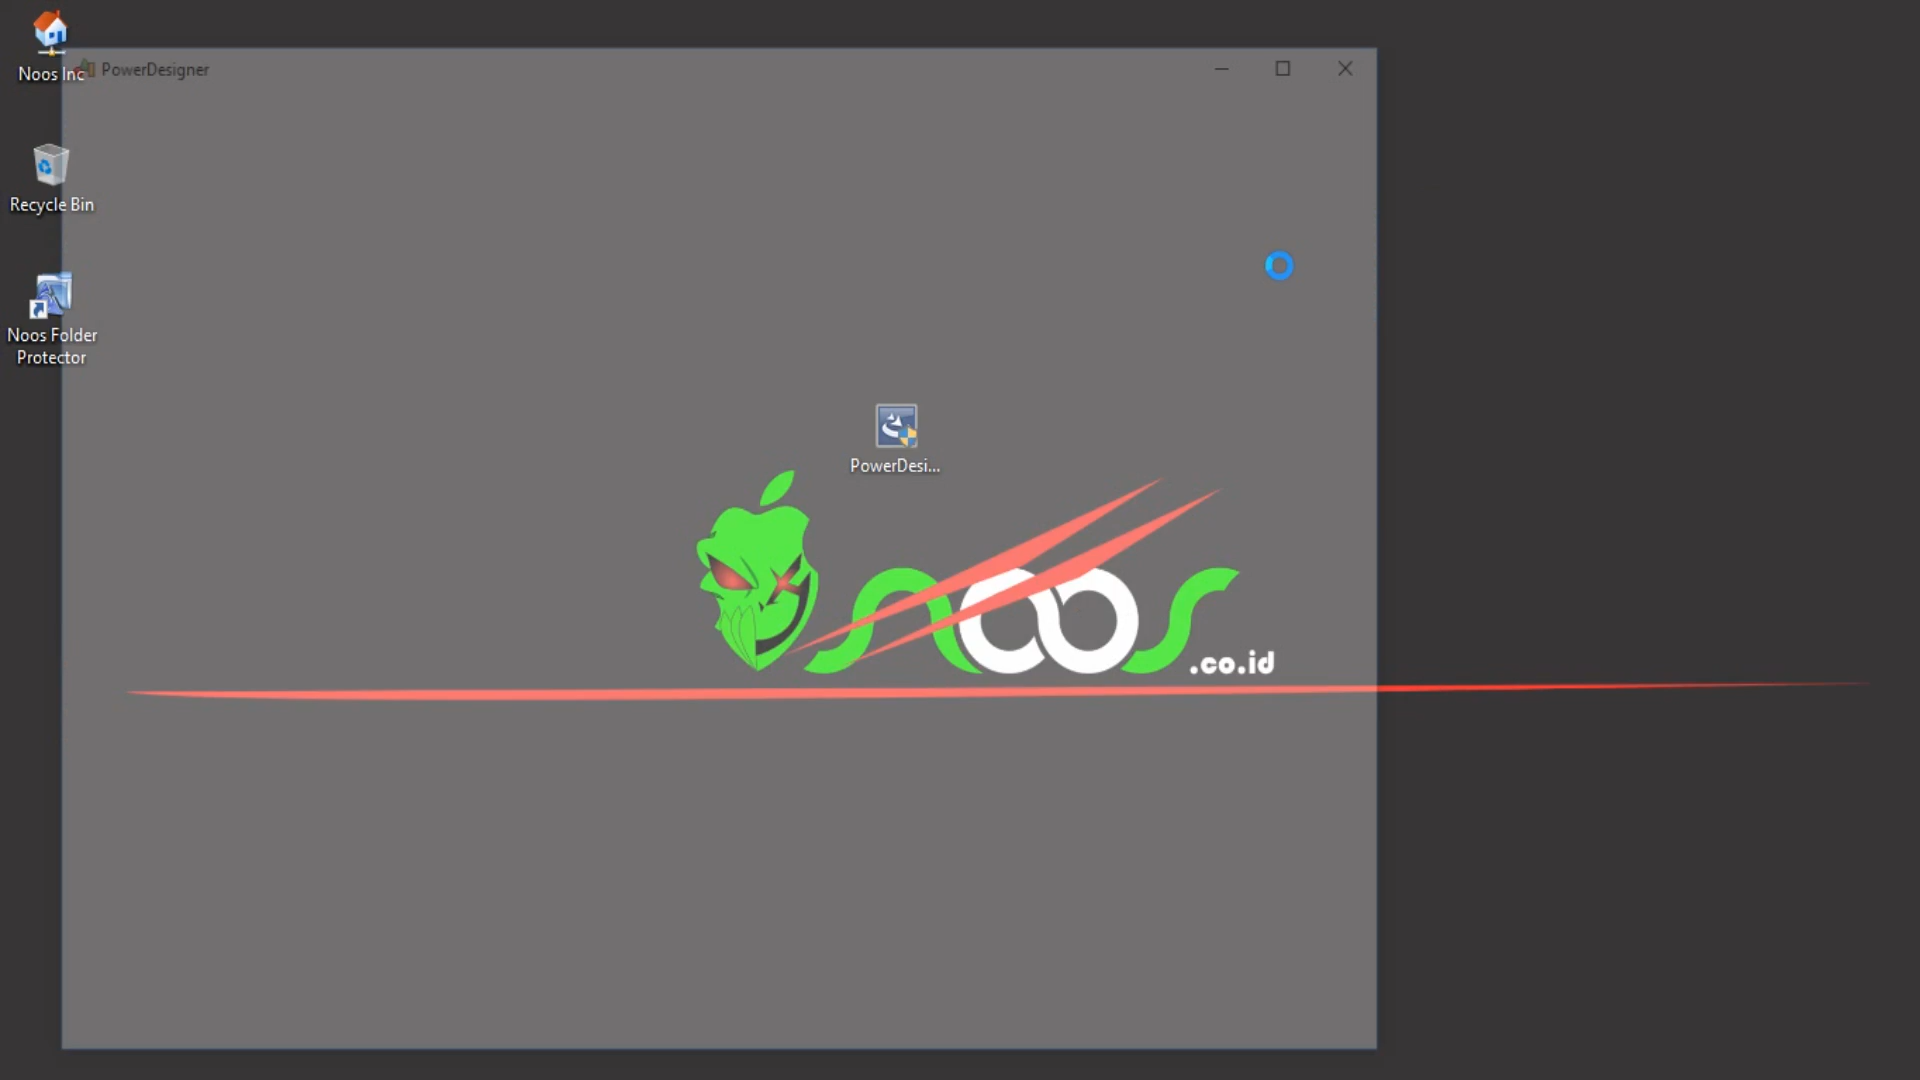 Noos Inc
PowerDesigner
Recycle Bin
Noos Folder
Protector
PowerDesi...
noos
.co.id